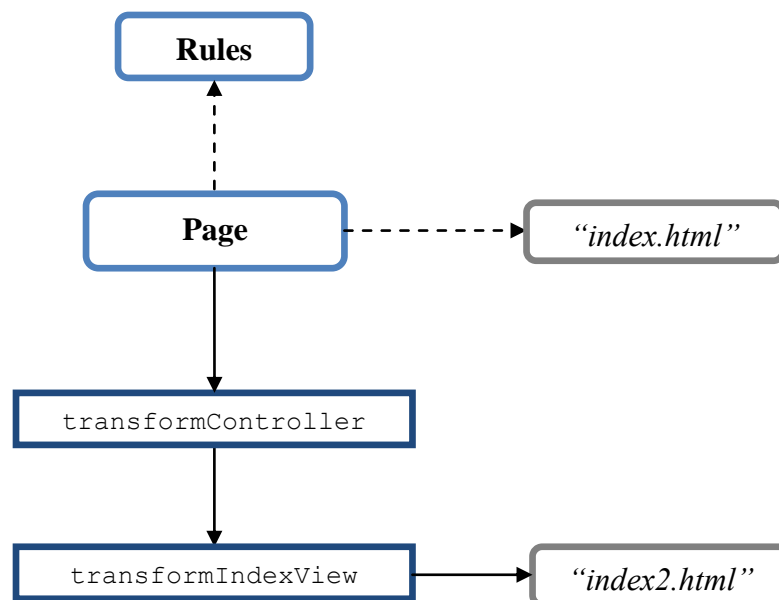 Rules
Page
“index.html”
transformController
transformIndexView
“index2.html”